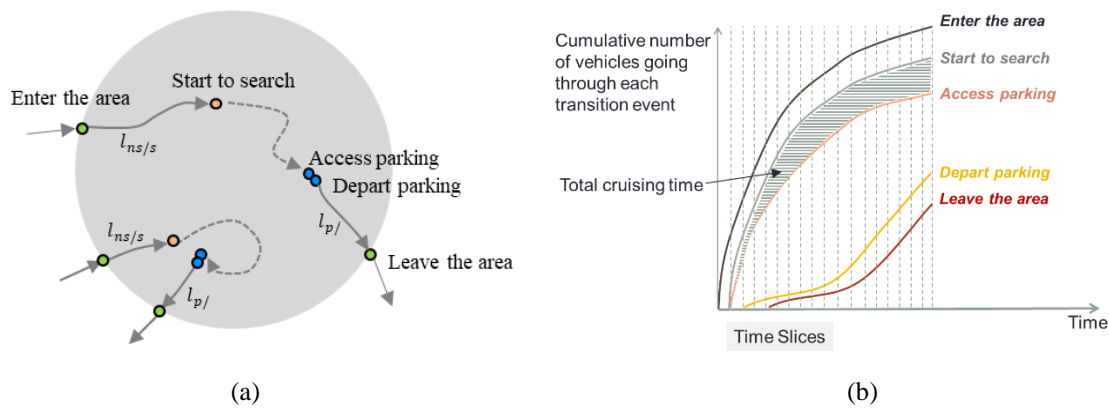 Enter the area
Start to search
l_{ns/s}
Access parking
Depart parking
l_{p/}
Leave the area
l_{ns/s}
l_{p/}
(a)
Cumulative number
of vehicles going
through each
transition event
Enter the area
Start to search
Access parking
Total cruising time
Depart parking
Leave the area
Time
Time Slices
(b)